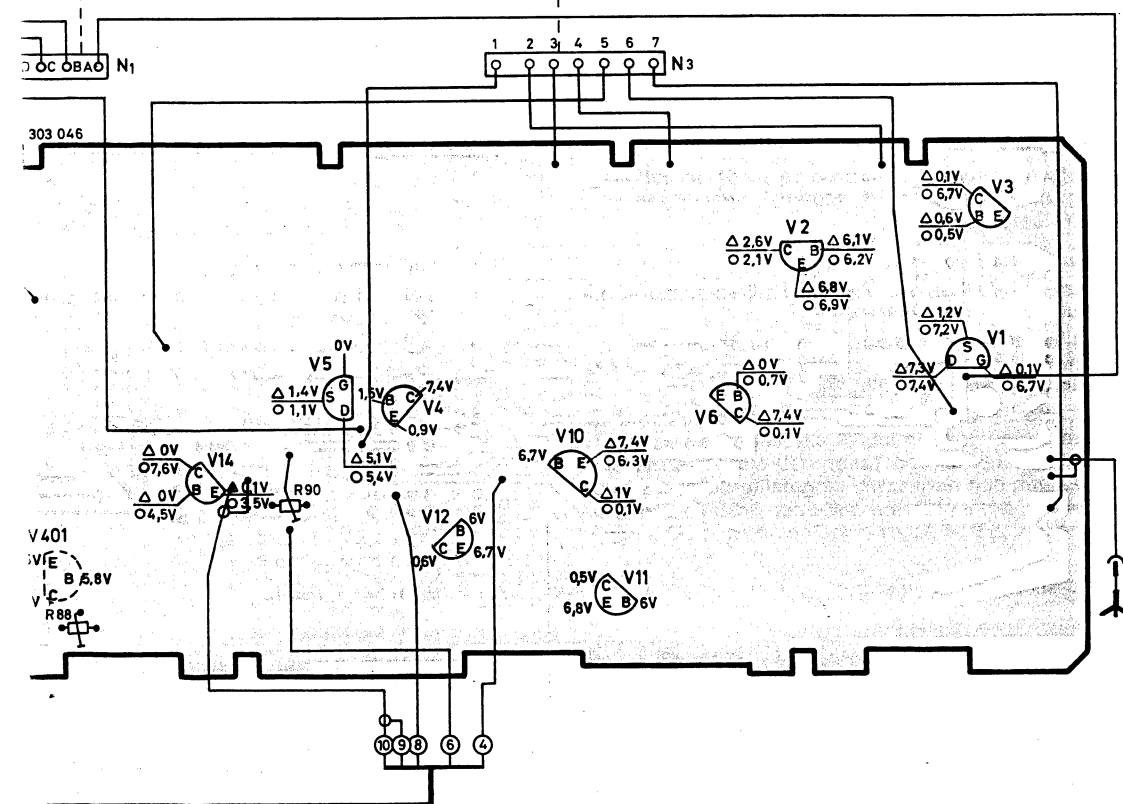 1 2 3 4 5 6 7
C B A N1
N3
303 046
△ 0,1V
○ 6,7V
V3
C
B E
△ 0,6V
○ 0,5V
V2
△ 2,6V
○ 2,1V
C B
E
△ 6,1V
○ 6,2V
△ 6,8V
○ 6,9V
△ 1,2V
○ 7,2V
V1
S
D G
△ 7,3V
○ 7,4V
△ 0,1V
○ 6,7V
0V
V5
G
S
D
△ 1,4V
○ 1,1V
B C
E
7,4V
V4
0,9V
△ 5,1V
○ 5,4V
△ 0V
○ 0,7V
E B
C
V6
△ 7,4V
○ 0,1V
V10
6,7V
B E
C
△ 7,4V
○ 6,3V
△ 1V
○ 0,1V
△ 0V
○ 7,6V
V14
C
B E
△ 0,1V
○ 3,5V
△ 0V
○ 4,5V
R90
V12
6V
B
C E
0,6V
6,7V
V401
E
B 5,8V
C
R88
0,5V
V11
C
E B
6,8V
6V
10 9 8 6 4